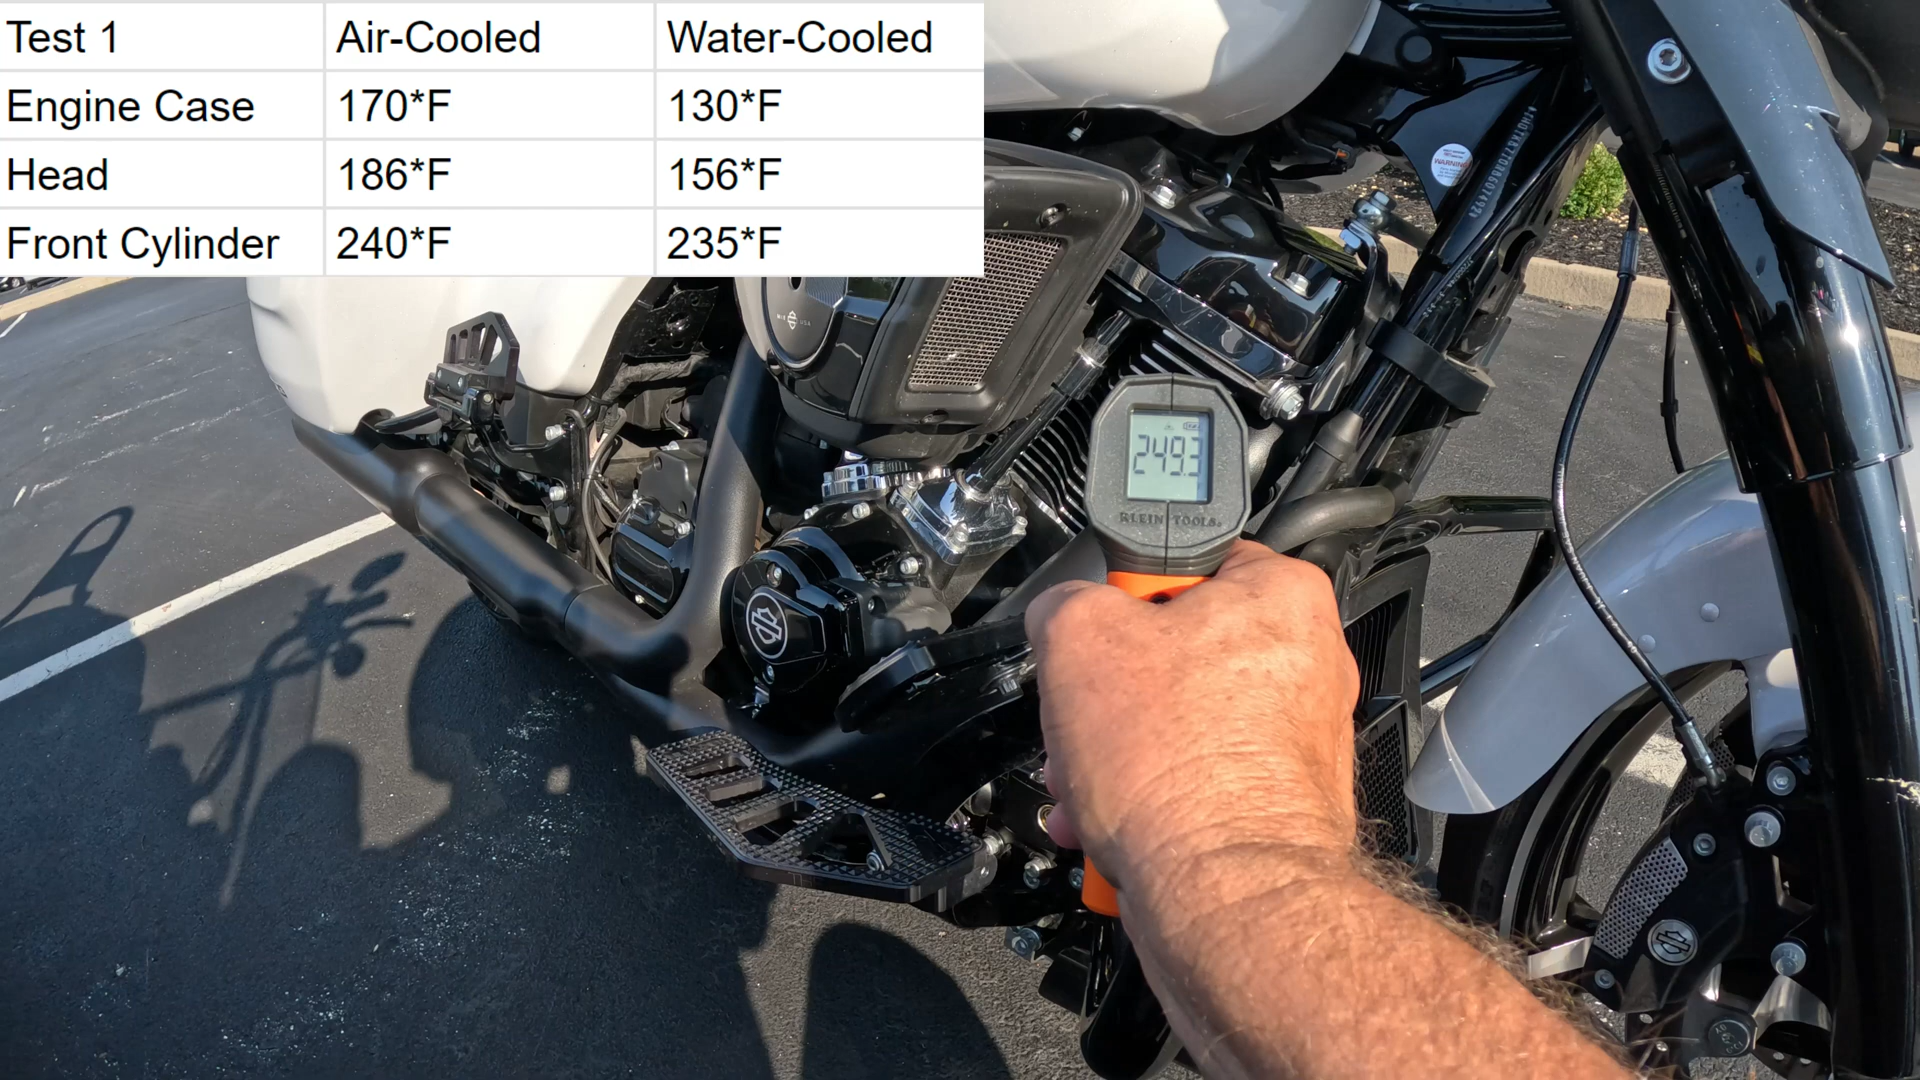 Test 1 Air-Cooled Water-Cooled
Engine Case 170*F 130*F
Head 186*F 156*F
Front Cylinder 240*F 235*F
WARNING
249.3
KLEIN TOOLS